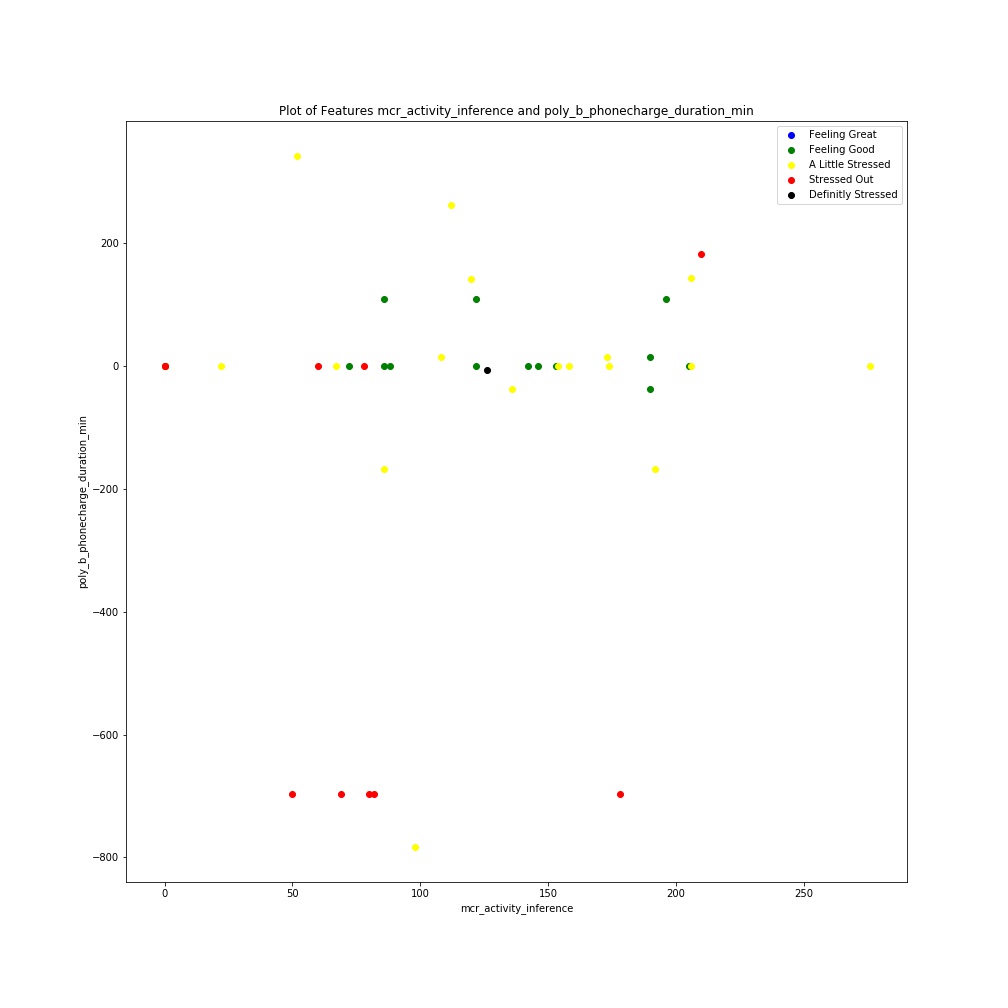 Plot of Features mcr_activity_inference and poly_b_phonecharge_duration_min
Feeling Great
Feeling Good
A Little Stressed
Stressed Out
Definitly Stressed
200
0
−200
−400
−600
−800
poly_b_phonecharge_duration_min
0 50 100 150 200 250
mcr_activity_inference